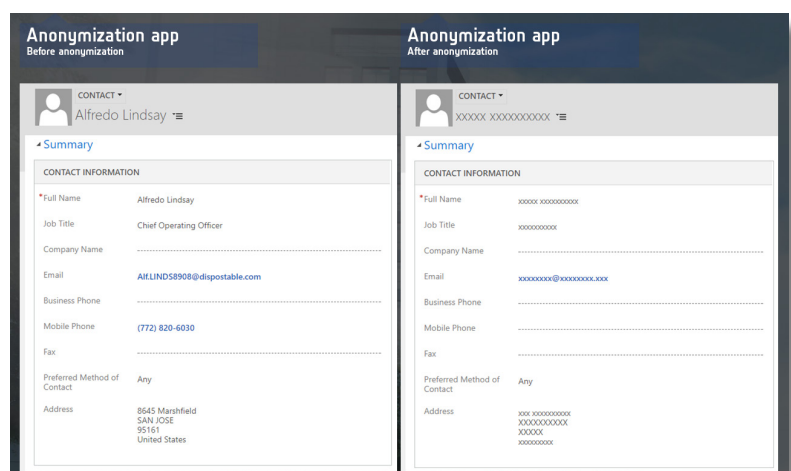 Anonymization app
Before anonymization
CONTACT
Alfredo Lindsay
Summary
CONTACT INFORMATION
*Full Name Alfredo Lindsay
Job Title Chief Operating Officer
Company Name
Email Alf.LINDS8908@dispostable.com
Business Phone
Mobile Phone (772) 820-6030
Fax
Preferred Method of
Contact Any
Address 8645 Marshfield
SAN JOSE
95161
United States
Anonymization app
After anonymization
CONTACT
xxxxx xxxxxxxxxx
Summary
CONTACT INFORMATION
*Full Name xxxxx xxxxxxxxxx
Job Title xxxxxxxxxx
Company Name
Email xxxxxxxx@xxxxxxxx.xxx
Business Phone
Mobile Phone
Fax
Preferred Method of
Contact Any
Address xxx xxxxxxxxxx
XXXXXXXXXX
XXXXX
xxxxxxxxx